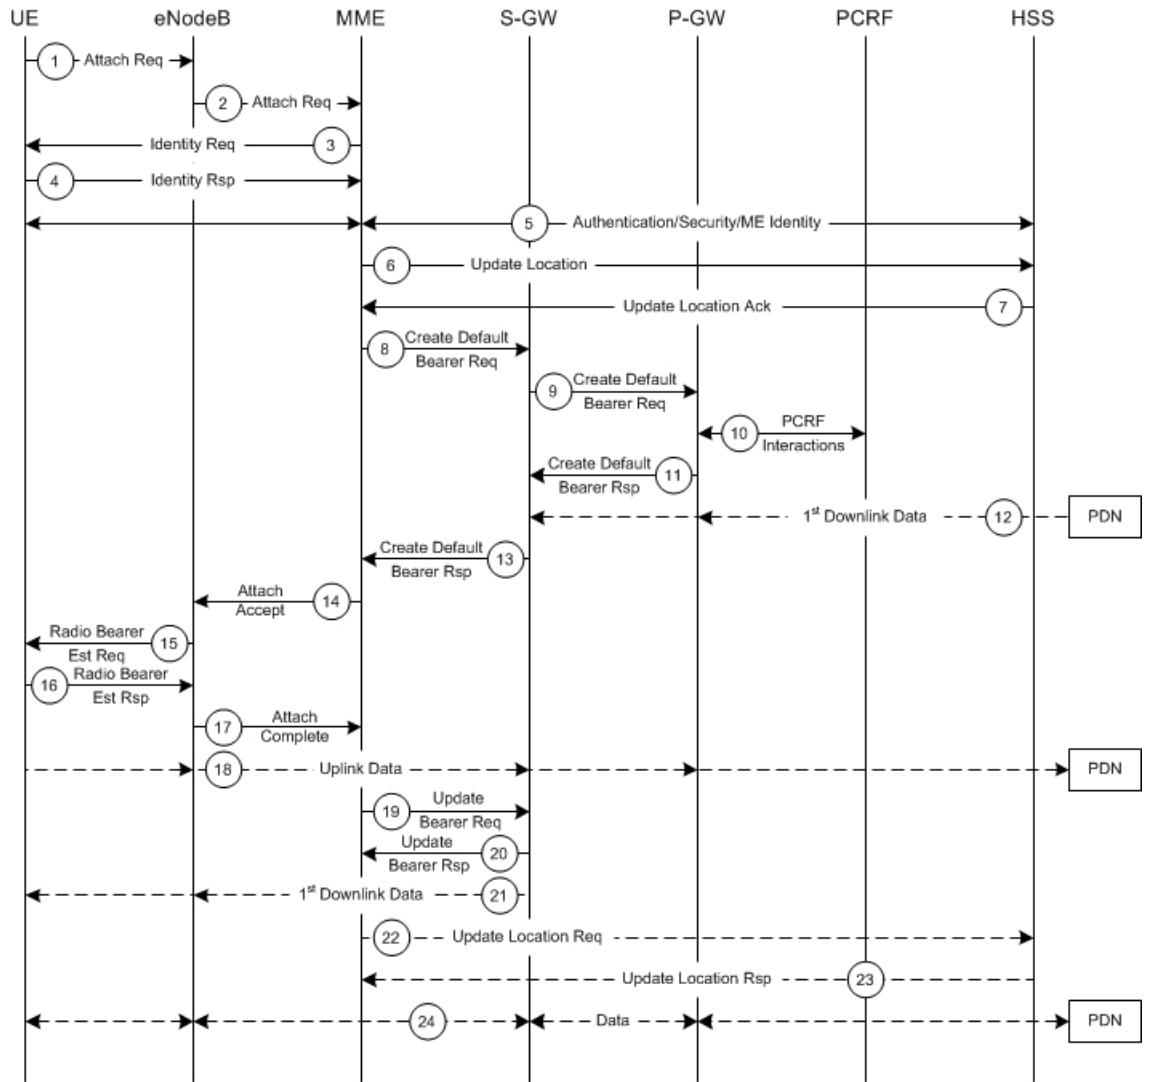 UE eNodeB MME S-GW P-GW PCRF HSS
1 Attach Req
2 Attach Req
Identity Req 3
4 Identity Rsp
5 Authentication/Security/ME Identity
6 Update Location
Update Location Ack 7
8 Create Default
Bearer Req
9 Create Default
Bearer Req
10 PCRF
Interactions
Create Default 11
Bearer Rsp
1st Downlink Data 12 PDN
Create Default 13
Bearer Rsp
Attach 14
Accept
Radio Bearer 15
Est Req
16 Radio Bearer
Est Rsp
17 Attach
Complete
18 Uplink Data PDN
19 Update
Bearer Req
Update 20
Bearer Rsp
1st Downlink Data 21
22 Update Location Req
Update Location Rsp 23
24 Data PDN